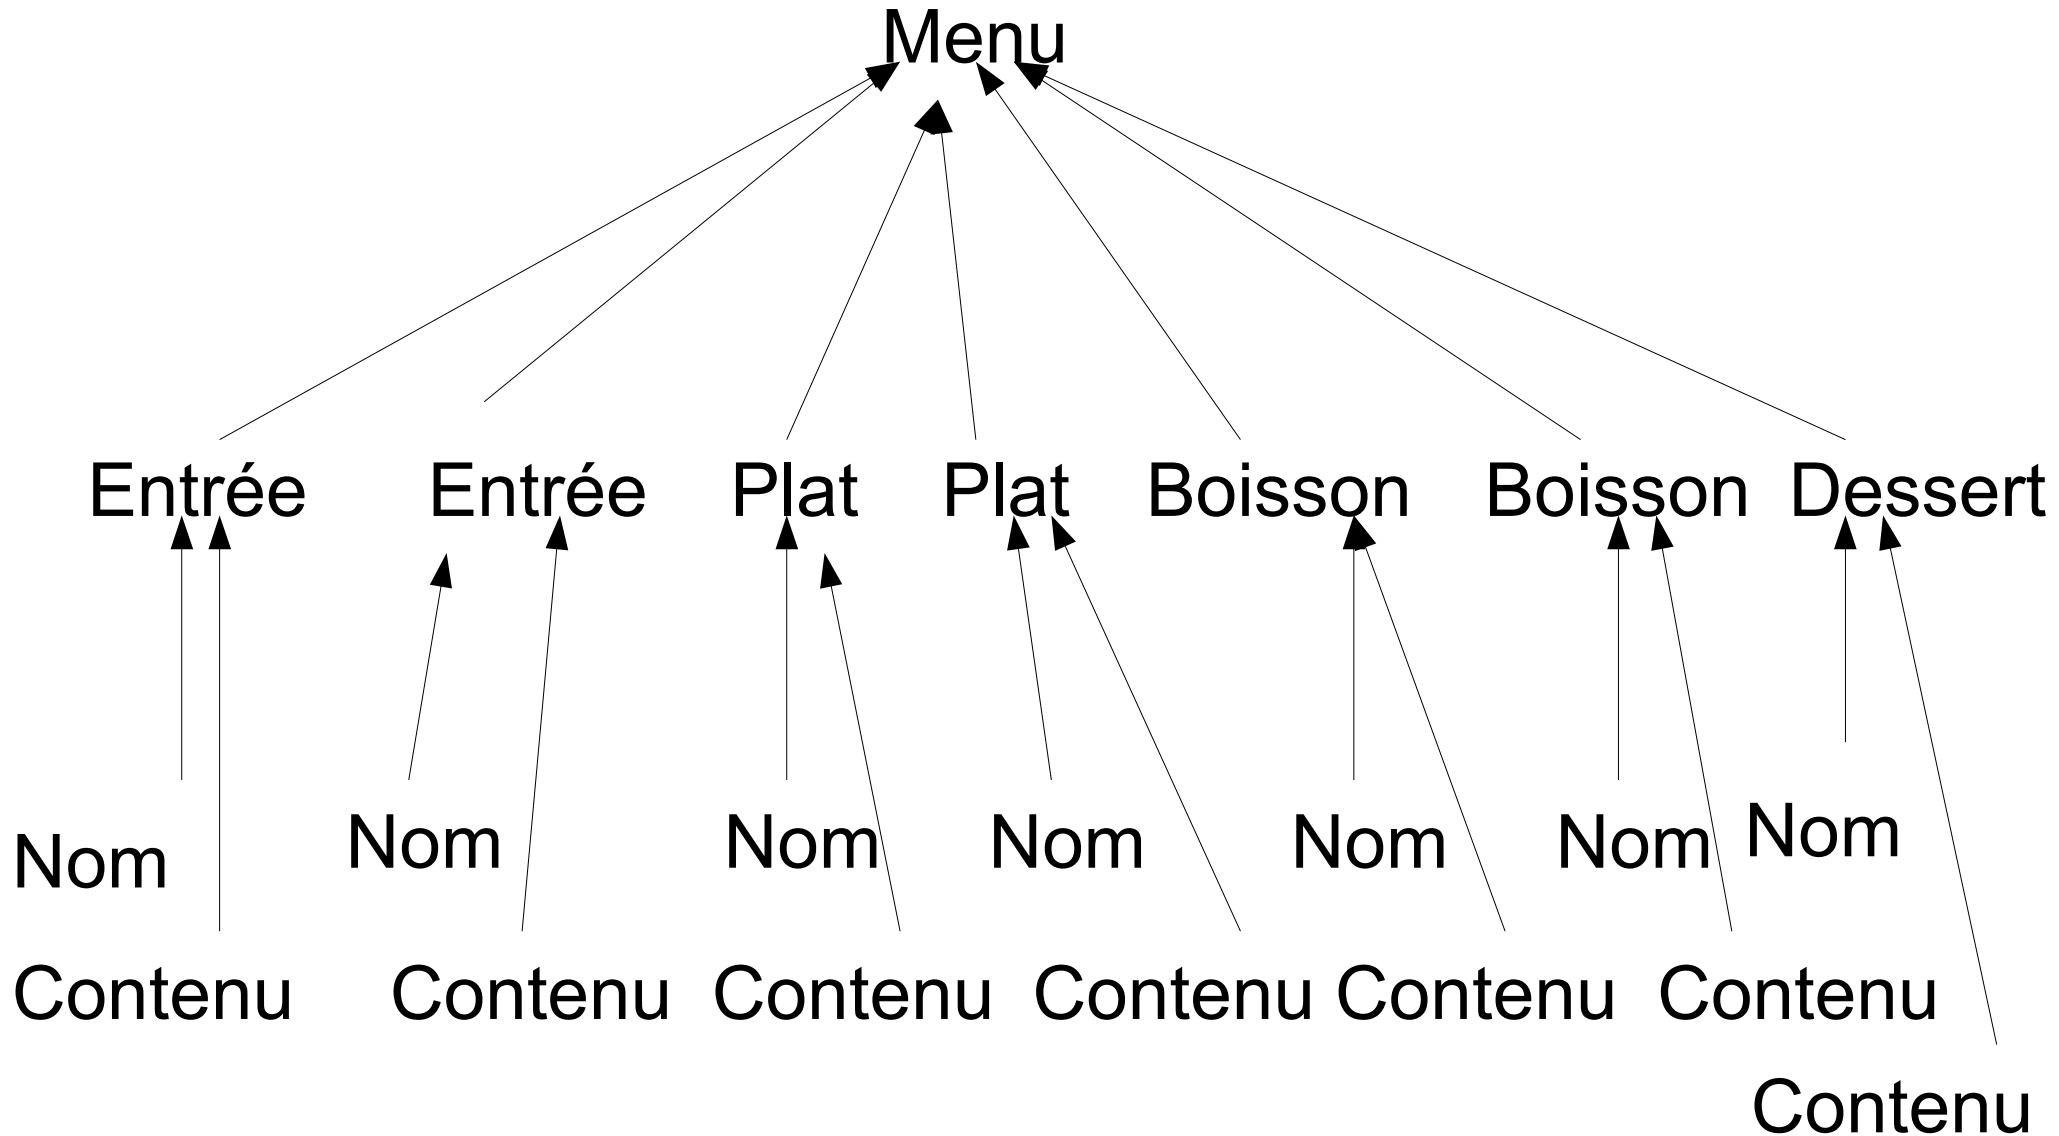 Menu
Entrée Entrée Plat Plat Boisson Boisson Dessert
Nom Nom Nom Nom Nom Nom Nom
Contenu Contenu Contenu Contenu Contenu Contenu
Contenu